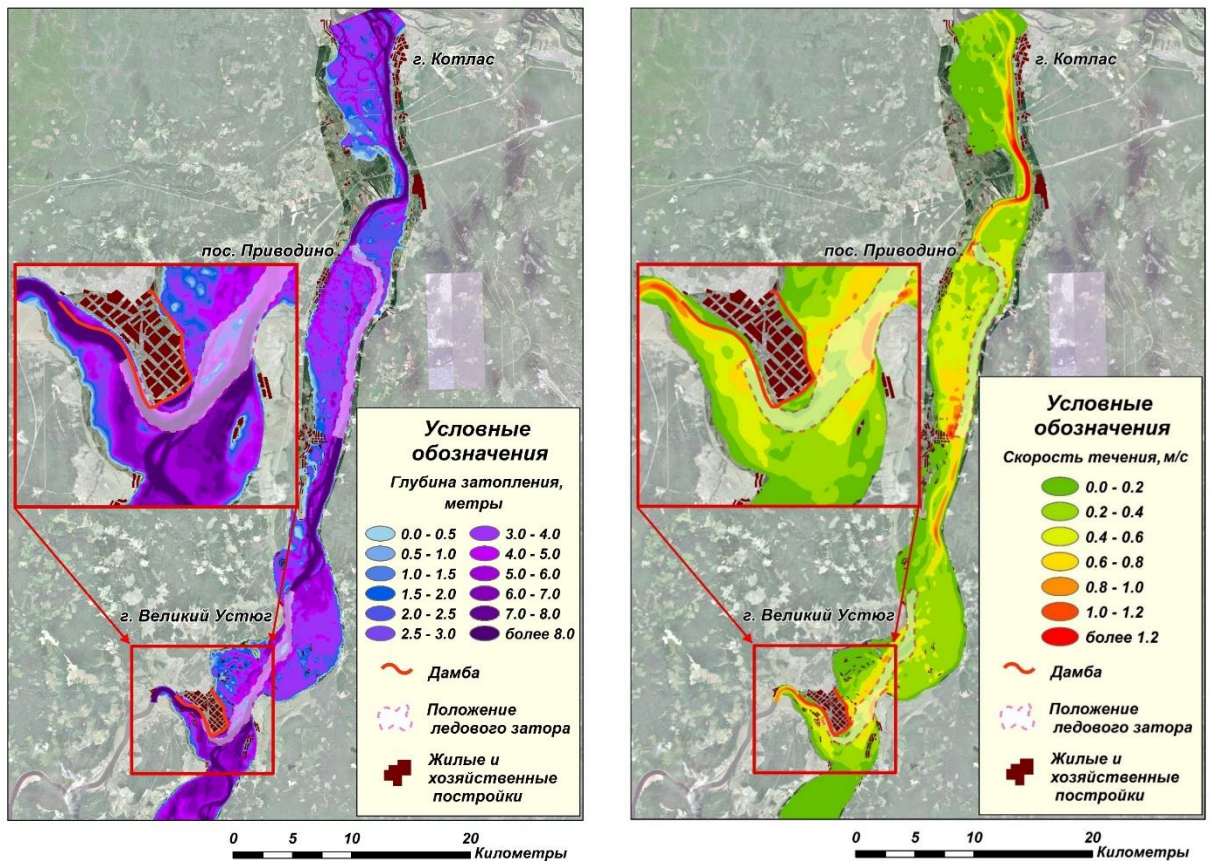 г. Котлас
пос. Приводино
г. Великий Устюг
Условные
обозначения
Глубина затопления,
метры
0.0 - 0.5
0.5 - 1.0
1.0 - 1.5
1.5 - 2.0
2.0 - 2.5
2.5 - 3.0
3.0 - 4.0
4.0 - 5.0
5.0 - 6.0
6.0 - 7.0
7.0 - 8.0
более 8.0
Дамба
Положение
ледового затора
Жилые и
хозяйственные
постройки
0 5 10 20
Километры
г. Котлас
пос. Приводино
г. Великий Устюг
Условные
обозначения
Скорость течения, м/с
0.0 - 0.2
0.2 - 0.4
0.4 - 0.6
0.6 - 0.8
0.8 - 1.0
1.0 - 1.2
более 1.2
Дамба
Положение
ледового затора
Жилые и
хозяйственные
постройки
0 5 10 20
Километры